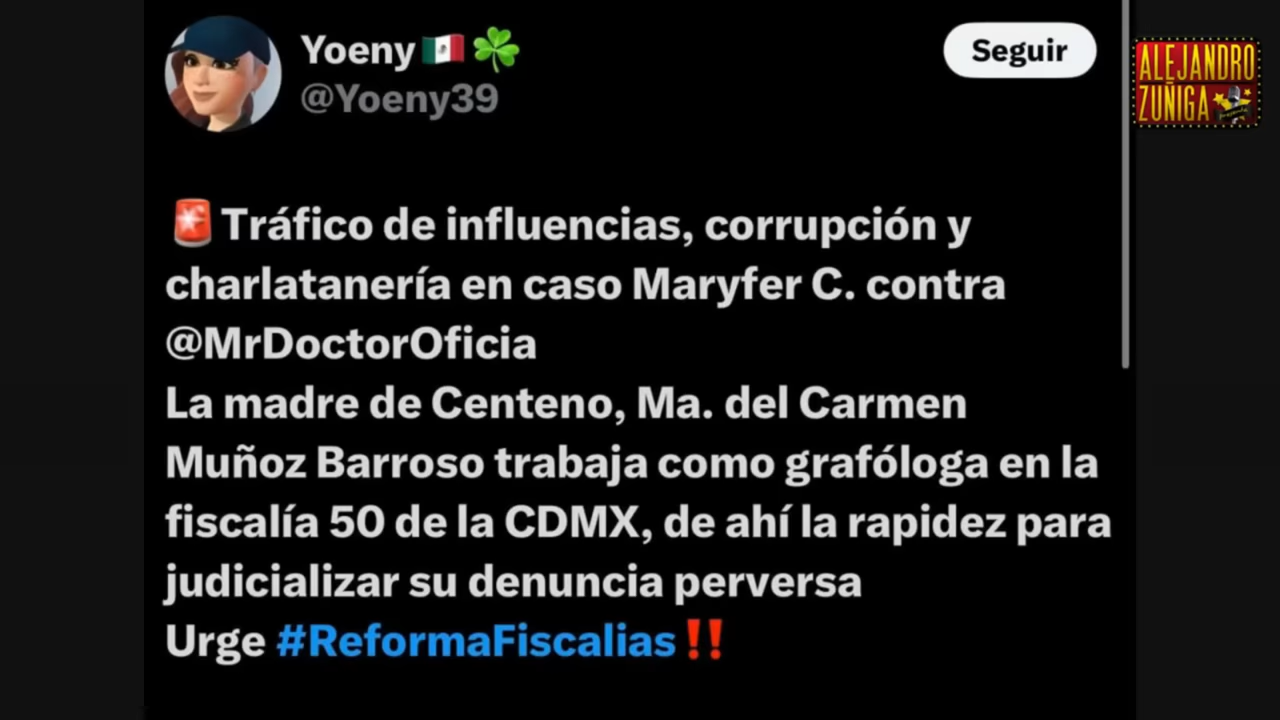 Yoeny🇲🇽☘️
@Yoeny39
Seguir
ALEJANDRO
ZUÑIGA
🚨Tráfico de influencias, corrupción y
charlatanería en caso Maryfer C. contra
@MrDoctorOficia
La madre de Centeno, Ma. del Carmen
Muñoz Barroso trabaja como grafóloga en la
fiscalía 50 de la CDMX, de ahí la rapidez para
judicializar su denuncia perversa
Urge #ReformaFiscalias‼️